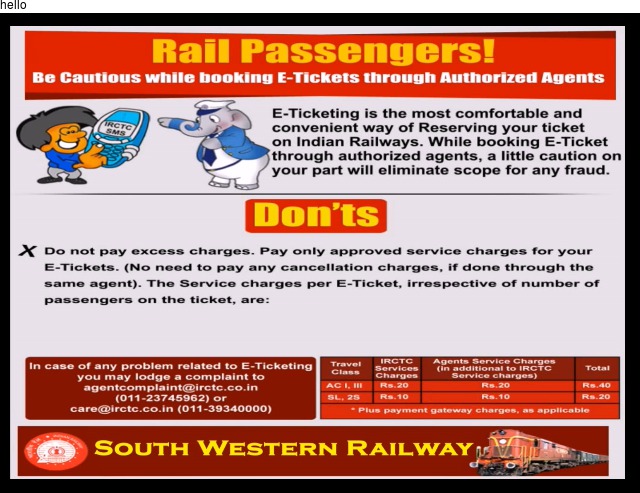 hello
Rail Passengers!
Be Cautious while booking E-Tickets through Authorized Agents
IRCTC
SMS
E-Ticketing is the most comfortable and
convenient way of Reserving your ticket
on Indian Railways. While booking E-Ticket
through authorized agents, a little caution on
your part will eliminate scope for any fraud.
Don'ts
X Do not pay excess charges. Pay only approved service charges for your
E-Tickets. (No need to pay any cancellation charges, if done through the
same agent). The Service charges per E-Ticket, irrespective of number of
passengers on the ticket, are:
In case of any problem related to E-Ticketing
you may lodge a complaint to
agentcomplaint@irctc.co.in
(011-23745962) or
care@irctc.co.in (011-39340000)
Travel Class IRCTC Services Charges Agents Service Charges (in additional to IRCTC Service charges) Total
AC I, III Rs.20 Rs.20 Rs.40
SL, 2S Rs.10 Rs.10 Rs.20
* Plus payment gateway charges, as applicable
SOUTH WESTERN RAILWAY